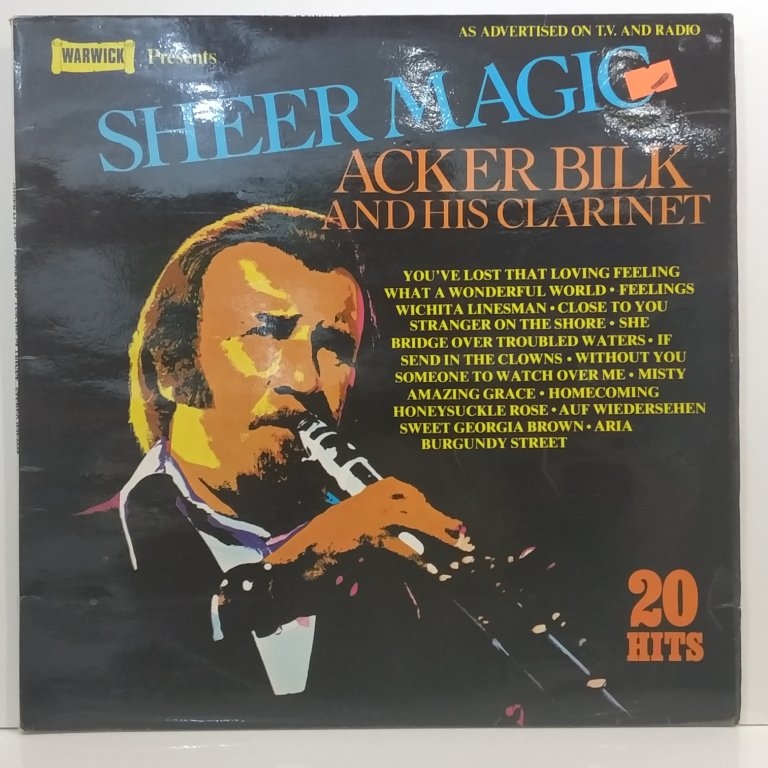 AS ADVERTISED ON T.V. AND RADIO
WARWICK Presents
SHEER MAGIC
ACKER BILK
AND HIS CLARINET
YOU'VE LOST THAT LOVING FEELING
WHAT A WONDERFUL WORLD • FEELINGS
WICHITA LINESMAN • CLOSE TO YOU
STRANGER ON THE SHORE • SHE
BRIDGE OVER TROUBLED WATERS • IF
SEND IN THE CLOWNS • WITHOUT YOU
SOMEONE TO WATCH OVER ME • MISTY
AMAZING GRACE • HOMECOMING
HONEYSUCKLE ROSE • AUF WIEDERSEHEN
SWEET GEORGIA BROWN • ARIA
BURGUNDY STREET
20
HITS